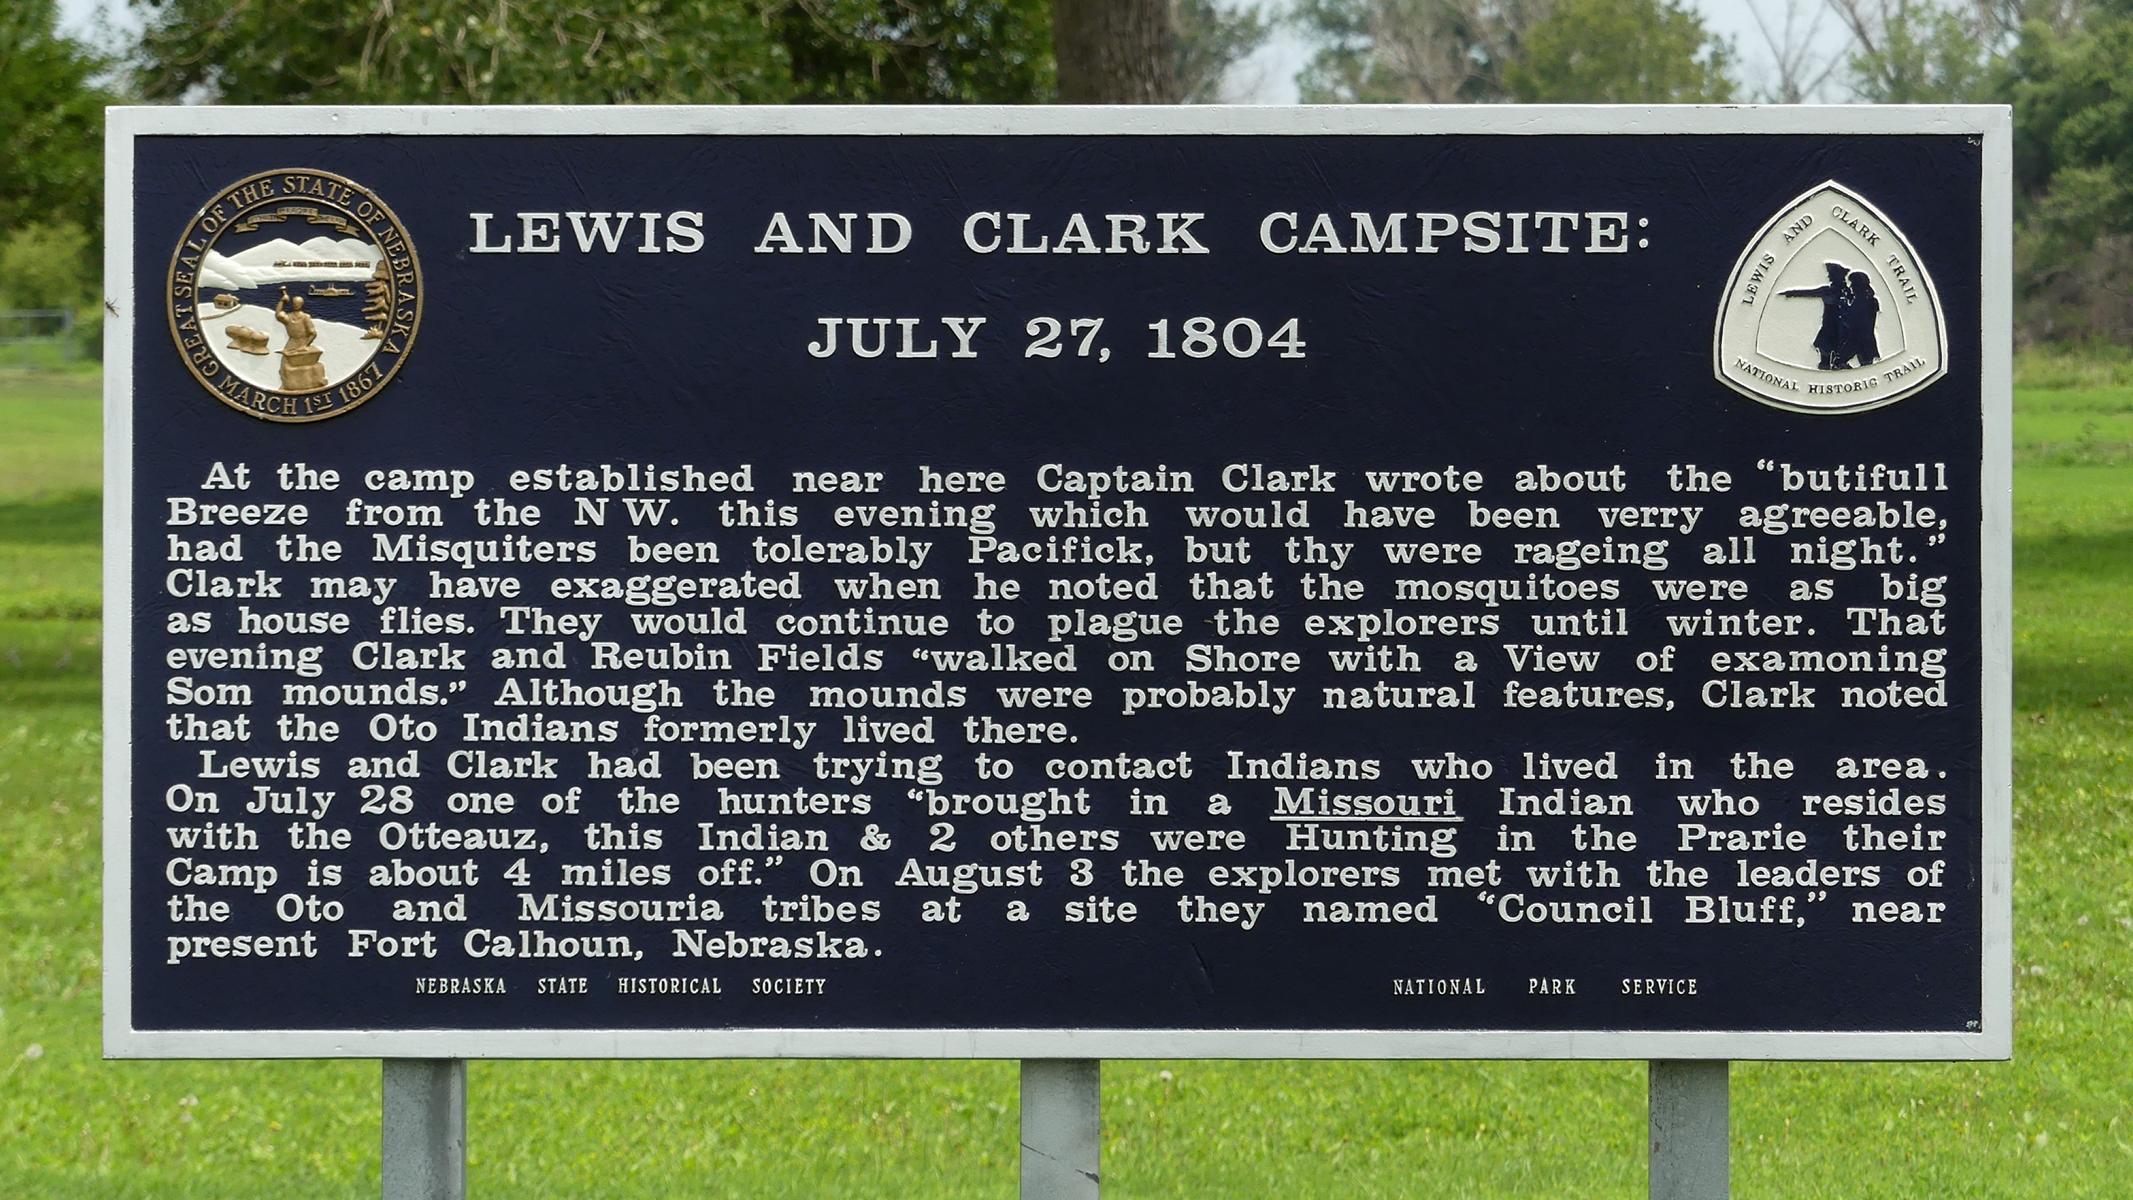 GREAT SEAL OF THE STATE OF NEBRASKA
MARCH 1ST 1867
LEWIS AND CLARK CAMPSITE:
JULY 27, 1804
LEWIS AND CLARK TRAIL
NATIONAL HISTORIC TRAIL
At the camp established near here Captain Clark wrote about the “butifull
Breeze from the N W. this evening which would have been verry agreeable,
had the Misquiters been tolerably Pacifick, but thy were rageing all night.”
Clark may have exaggerated when he noted that the mosquitoes were as big
as house flies. They would continue to plague the explorers until winter. That
evening Clark and Reubin Fields “walked on Shore with a View of examoning
Som mounds.” Although the mounds were probably natural features, Clark noted
that the Oto Indians formerly lived there.
Lewis and Clark had been trying to contact Indians who lived in the area.
On July 28 one of the hunters “brought in a Missouri Indian who resides
with the Otteauz, this Indian & 2 others were Hunting in the Prarie their
Camp is about 4 miles off.” On August 3 the explorers met with the leaders of
the Oto and Missouria tribes at a site they named “Council Bluff,” near
present Fort Calhoun, Nebraska.
NEBRASKA STATE HISTORICAL SOCIETY NATIONAL PARK SERVICE